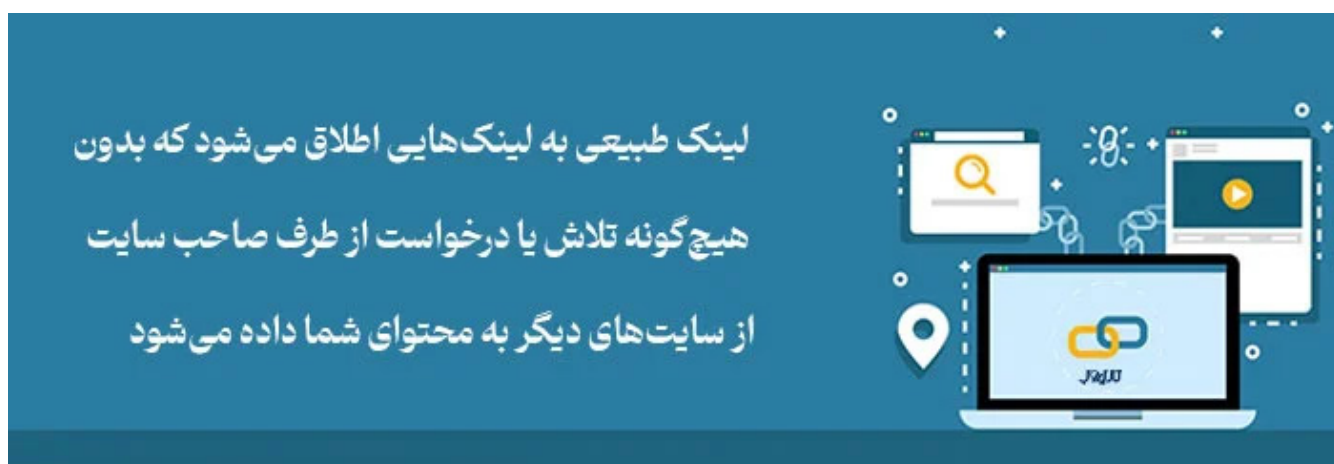 لینک طبیعی به لینک‌هایی اطلاق می‌شود که بدون
هیچ‌گونه تلاش یا درخواست از طرف صاحب سایت
از سایت‌های دیگر به محتوای شما داده می‌شود